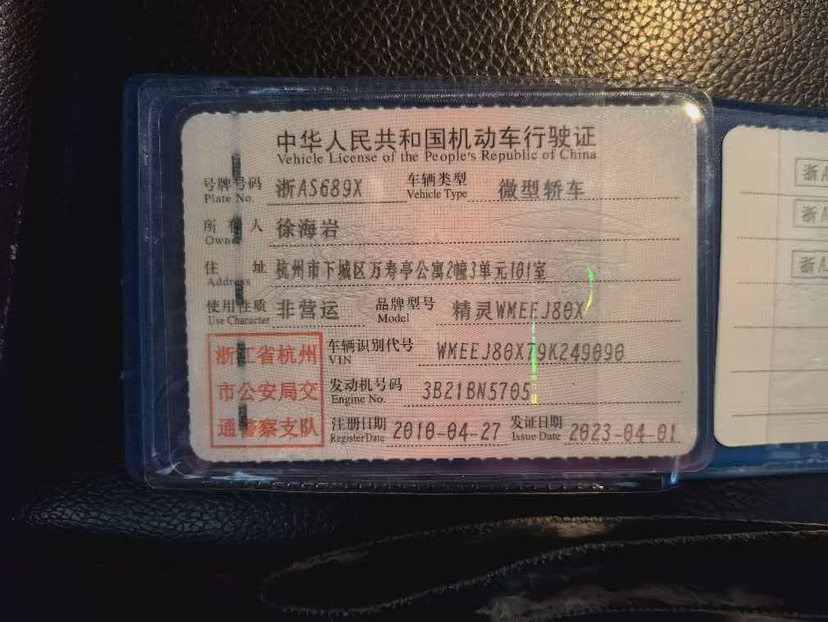 中华人民共和国机动车行驶证
Vehicle License of the People's Republic of China
号牌号码 浙AS689X 车辆类型 微型轿车
Plate No. Vehicle Type
所有人 徐海岩
Owner
住址 杭州市下城区万寿亭公寓2幢3单元101室
Address
使用性质 非营运 品牌型号 精灵WMEEJ80X
Use Character Model
浙江省杭州
市公安局交
通警察支队
车辆识别代号 WMEEJ80X79K249090
VIN
发动机号码 3B21BN5705
Engine No.
注册日期 2010-04-27 发证日期 2023-04-01
Register Date Issue Date
浙A
浙A
浙A